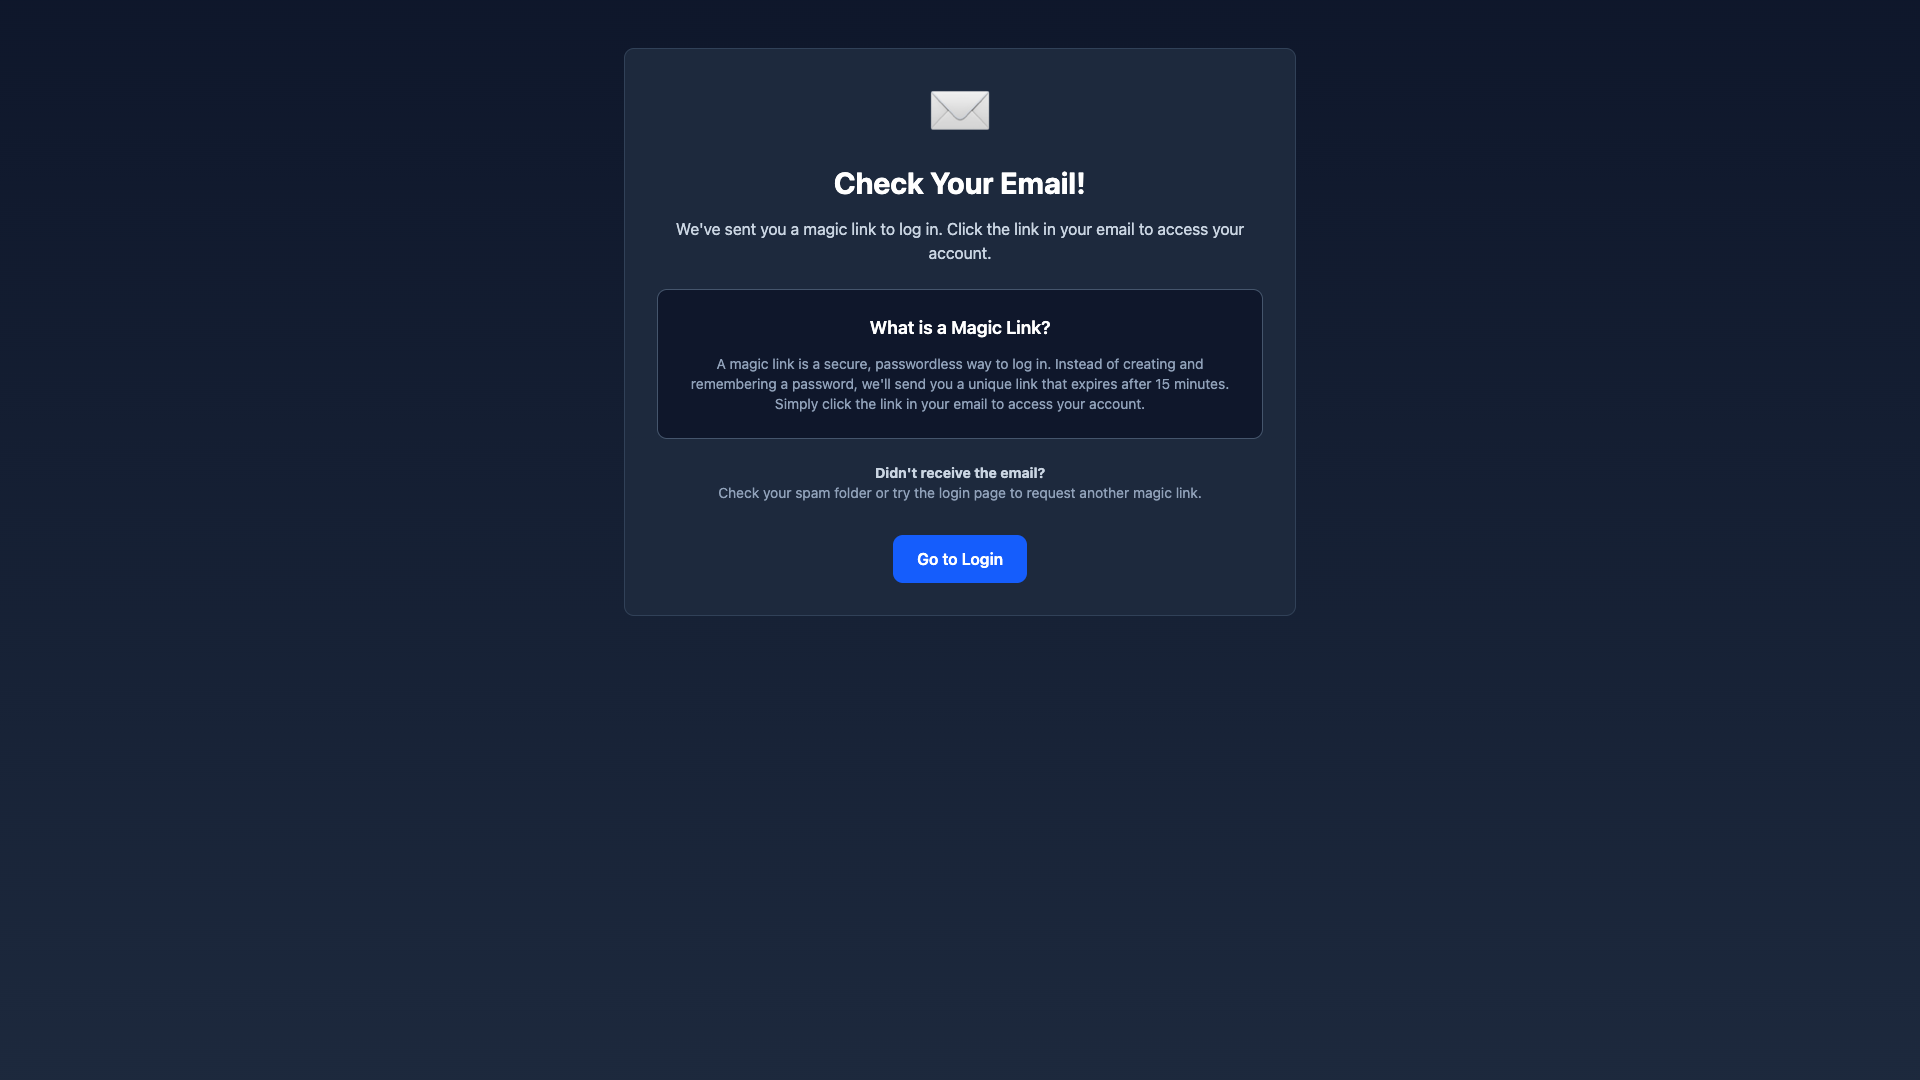 Check Your Email!
We've sent you a magic link to log in. Click the link in your email to access your
account.
What is a Magic Link?
A magic link is a secure, passwordless way to log in. Instead of creating and
remembering a password, we'll send you a unique link that expires after 15 minutes.
Simply click the link in your email to access your account.
Didn't receive the email?
Check your spam folder or try the login page to request another magic link.
Go to Login